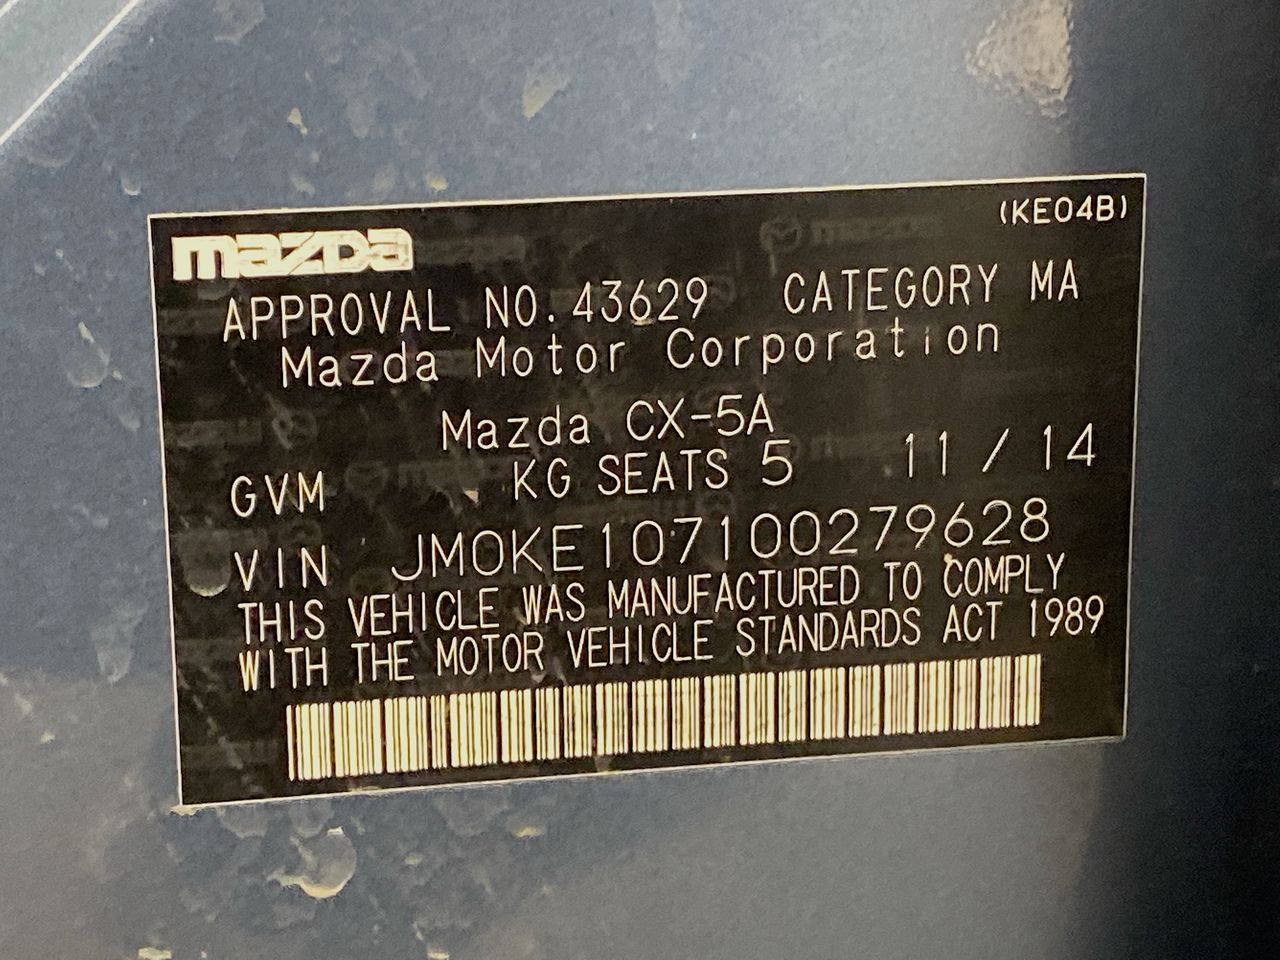 (KE04B)
mazda
APPROVAL NO. 43629 CATEGORY MA
Mazda Motor Corporation
Mazda CX-5A
GVM KG SEATS 5 11 / 14
VIN JM0KE107100279628
THIS VEHICLE WAS MANUFACTURED TO COMPLY
WITH THE MOTOR VEHICLE STANDARDS ACT 1989